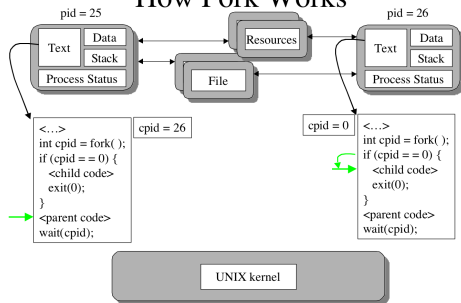 How Fork Works
pid = 25
pid = 26
Text
Data
Stack
Process Status
Resources
File
Text
Data
Stack
Process Status
<…>
int cpid = fork( );
if (cpid == 0) {
<child code>
exit(0);
}
<parent code>
wait(cpid);
cpid = 26
cpid = 0
<…>
int cpid = fork( );
if (cpid == 0) {
<child code>
exit(0);
}
<parent code>
wait(cpid);
UNIX kernel